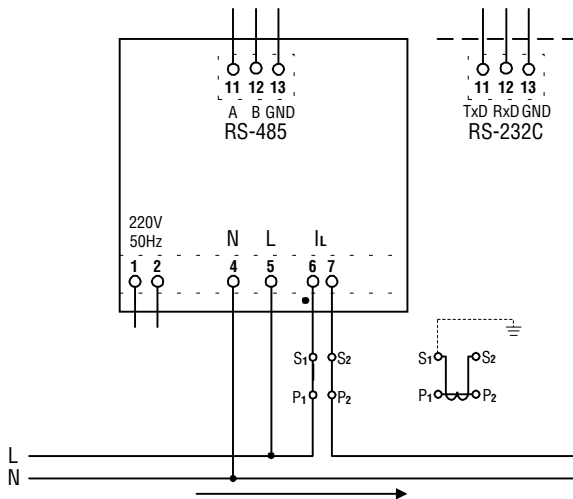 11 12 13
A B GND
RS-485
11 12 13
TxD RxD GND
RS-232C
220V
50Hz
N L IL
1 2 4 5 6 7
S1 S2
P1 P2
S1 S2
P1 P2
L
N